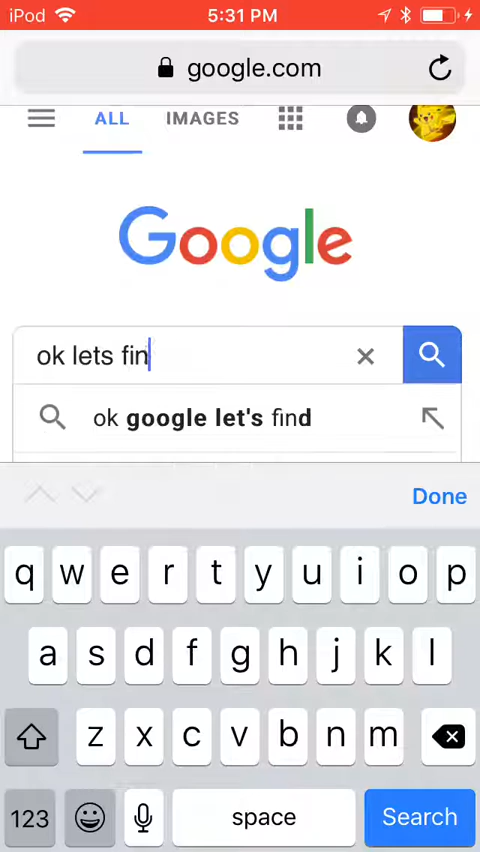 iPod 5:31 PM
google.com
ALL IMAGES
Google
ok lets fin
ok google let's find
Done
q w e r t y u i o p
a s d f g h j k l
z x c v b n m
123 space Search